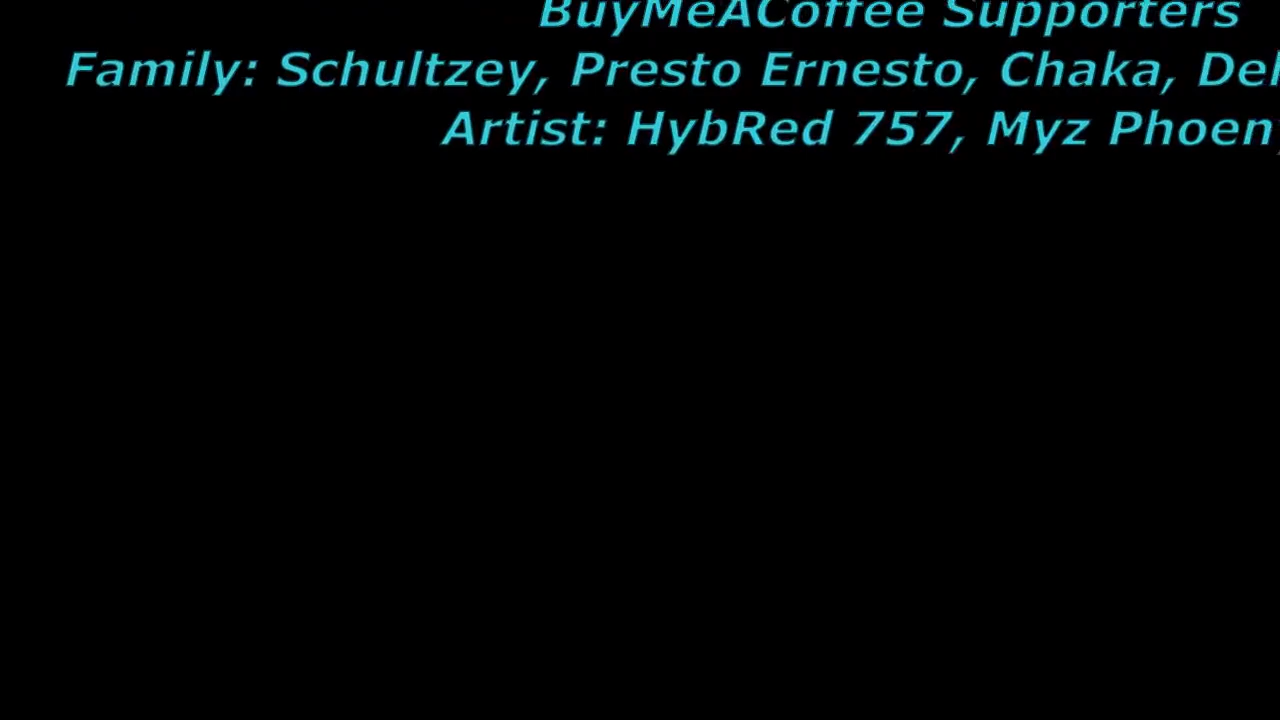 BuyMeACoffee Supporters
Family: Schultzey, Presto Ernesto, Chaka,
Artist: HybRed 757, Myz